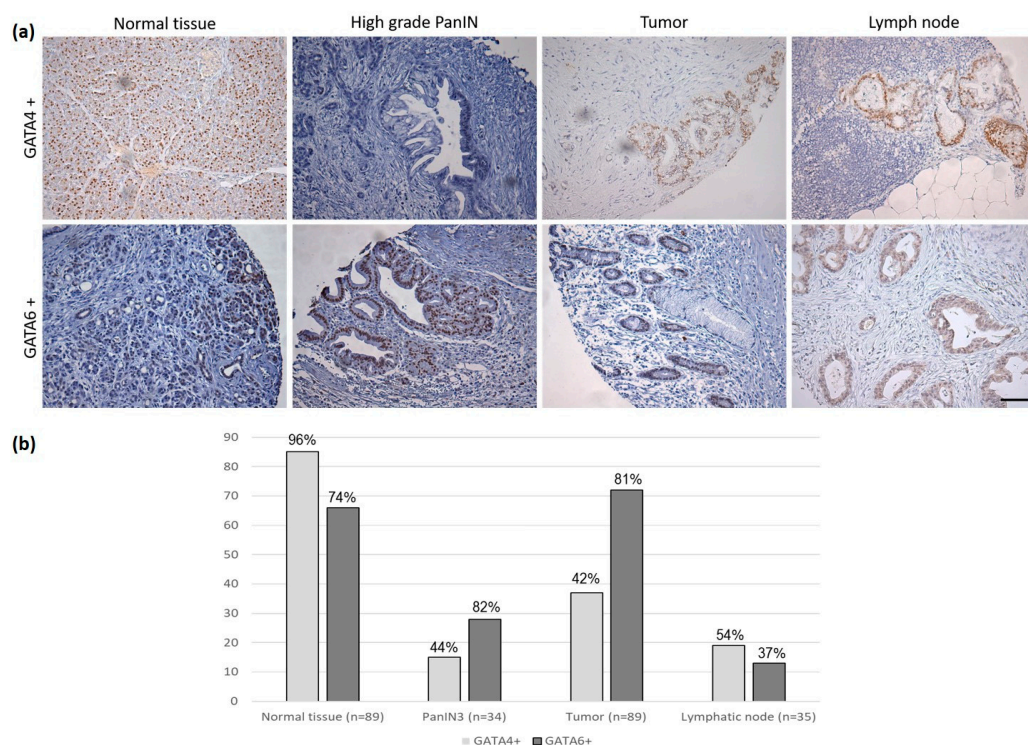 Normal tissue High grade PanIN Tumor Lymph node
(a)
GATA4 +
GATA6 +
(b)
90
80
70
60
50
40
30
20
10
0
96%
74%
44%
82%
42%
81%
54%
37%
Normal tissue (n=89) PanIN3 (n=34) Tumor (n=89) Lymphatic node (n=35)
GATA4+ GATA6+